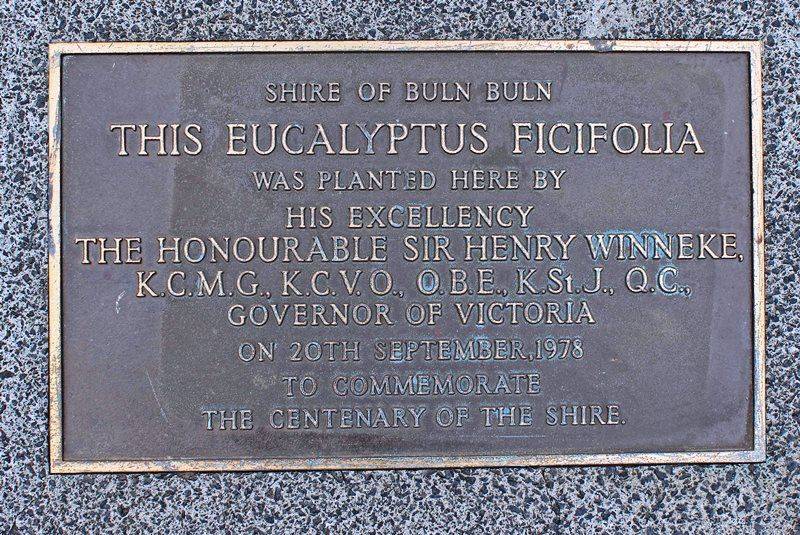 SHIRE OF BULN BULN
THIS EUCALYPTUS FICIFOLIA
WAS PLANTED HERE BY
HIS EXCELLENCY
THE HONOURABLE SIR HENRY WINNEKE,
K.C.M.G., K.C.V.O., O.B.E., K.St.J., Q.C.,
GOVERNOR OF VICTORIA
ON 20TH SEPTEMBER,1978
TO COMMEMORATE
THE CENTENARY OF THE SHIRE.